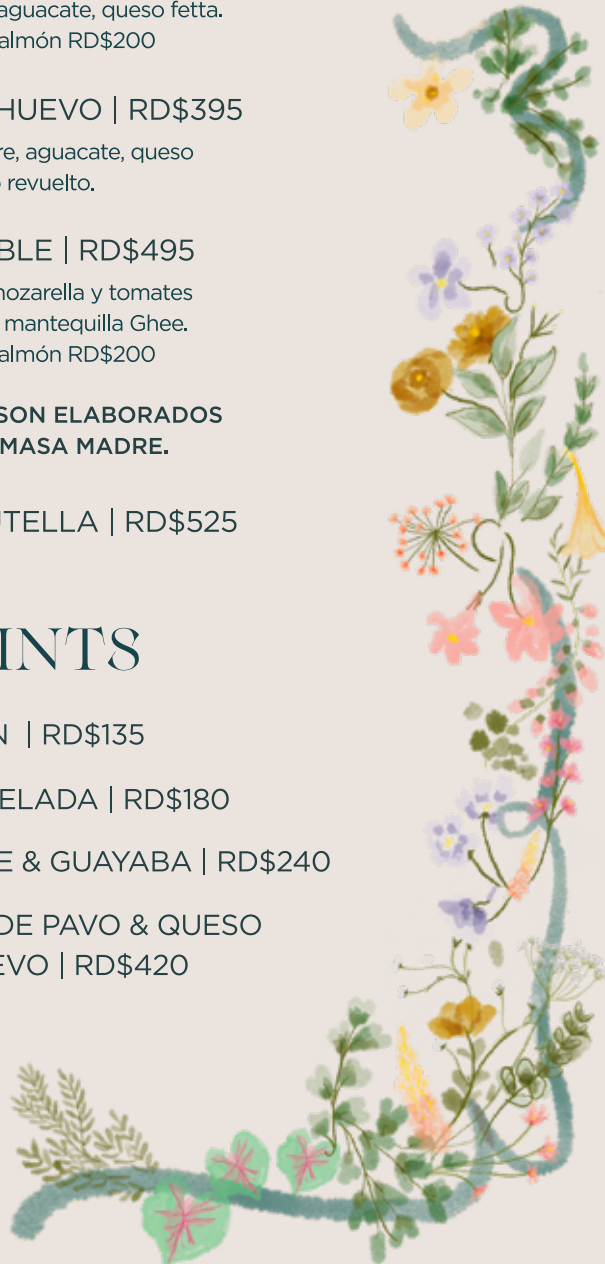 aguacate, queso fetta.
almón RD$200
HUEVO | RD$395
re, aguacate, queso
revuelto.
BLE | RD$495
nozarella y tomates
mantequilla Ghee.
almón RD$200
SON ELABORADOS
MASA MADRE.
UTELLA | RD$525
INTS
N | RD$135
ELADA | RD$180
E & GUAYABA | RD$240
DE PAVO & QUESO
EVO | RD$420